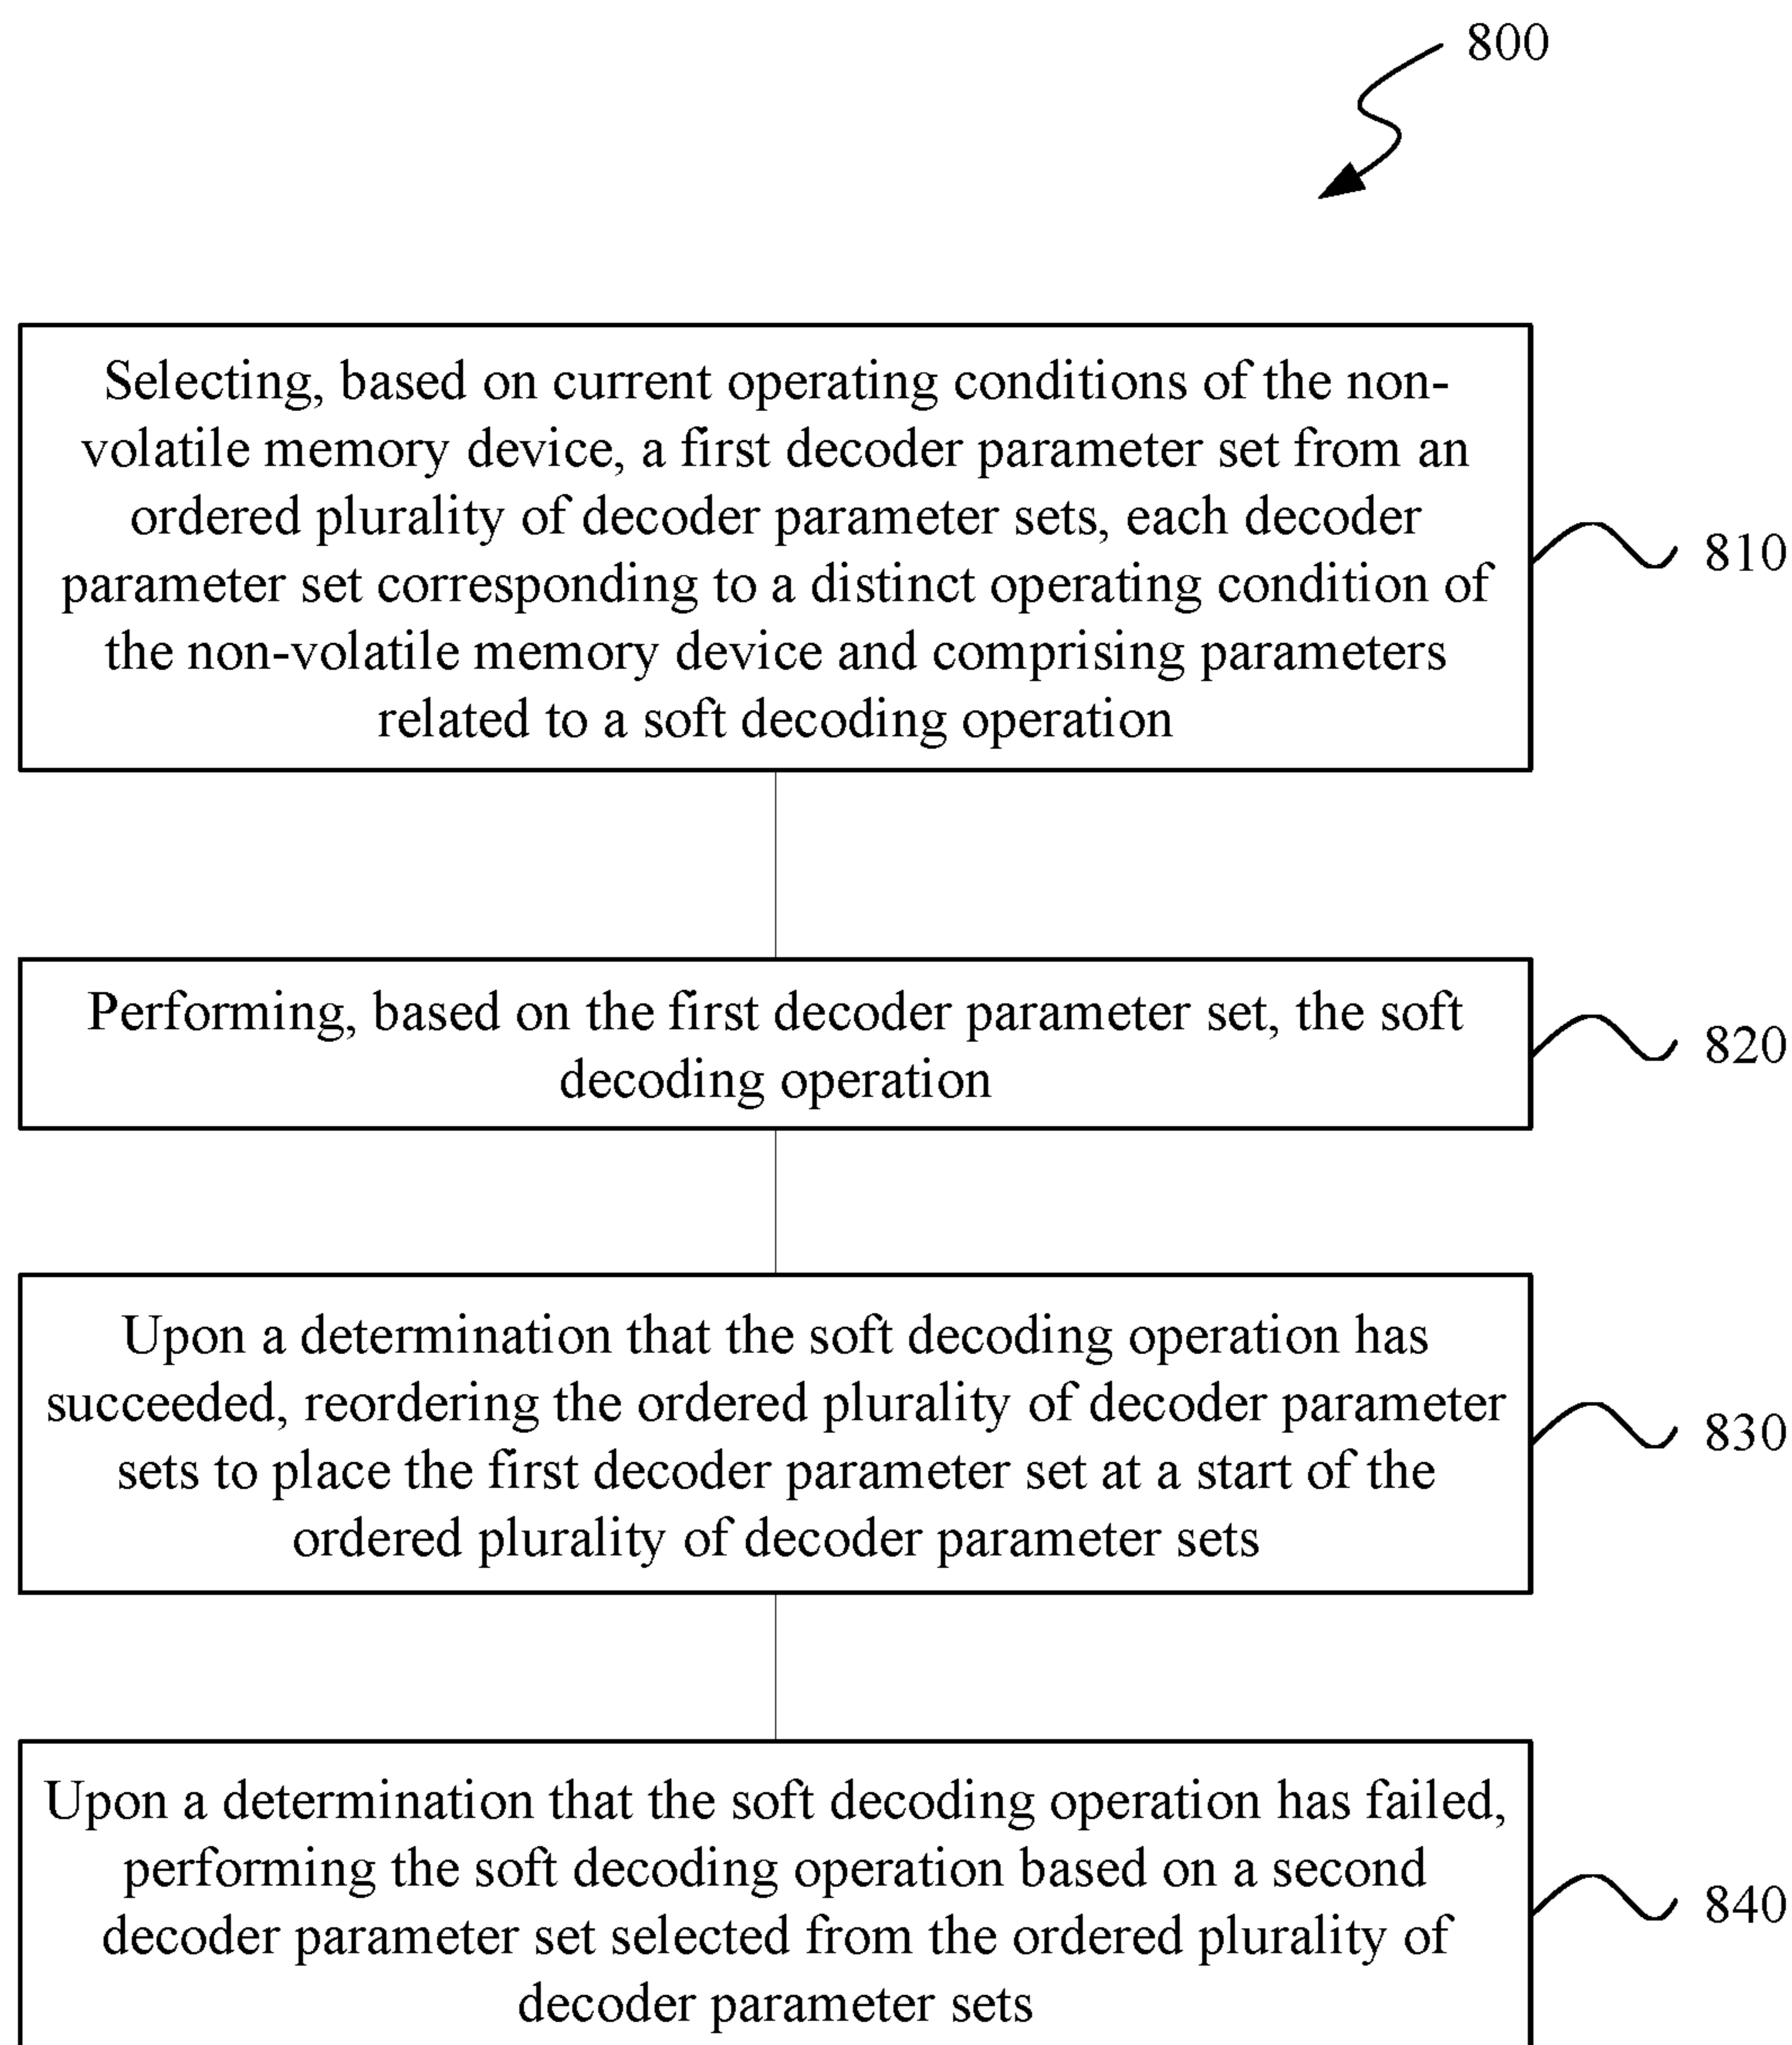 800
Selecting, based on current operating conditions of the non-
volatile memory device, a first decoder parameter set from an
ordered plurality of decoder parameter sets, each decoder
parameter set corresponding to a distinct operating condition of
the non-volatile memory device and comprising parameters
related to a soft decoding operation
810
Performing, based on the first decoder parameter set, the soft
decoding operation
820
Upon a determination that the soft decoding operation has
succeeded, reordering the ordered plurality of decoder parameter
sets to place the first decoder parameter set at a start of the
ordered plurality of decoder parameter sets
830
Upon a determination that the soft decoding operation has failed,
performing the soft decoding operation based on a second
decoder parameter set selected from the ordered plurality of
decoder parameter sets
840